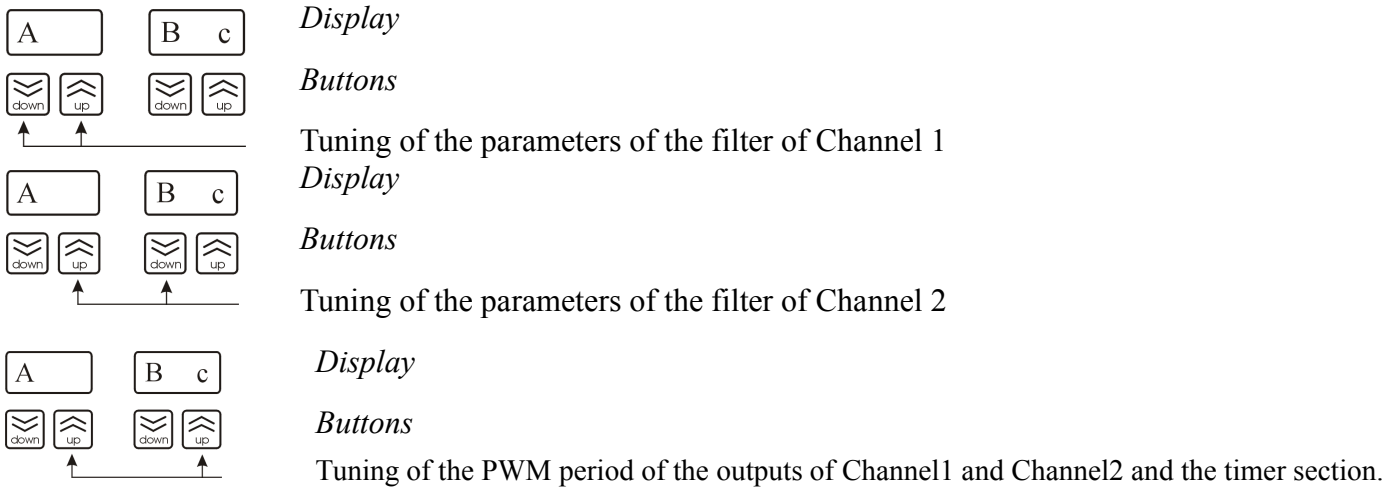 A B c Display
down up down up Buttons
Tuning of the parameters of the filter of Channel 1
A B c Display
down up down up Buttons
Tuning of the parameters of the filter of Channel 2
A B c Display
down up down up Buttons
Tuning of the PWM period of the outputs of Channel1 and Channel2 and the timer section.